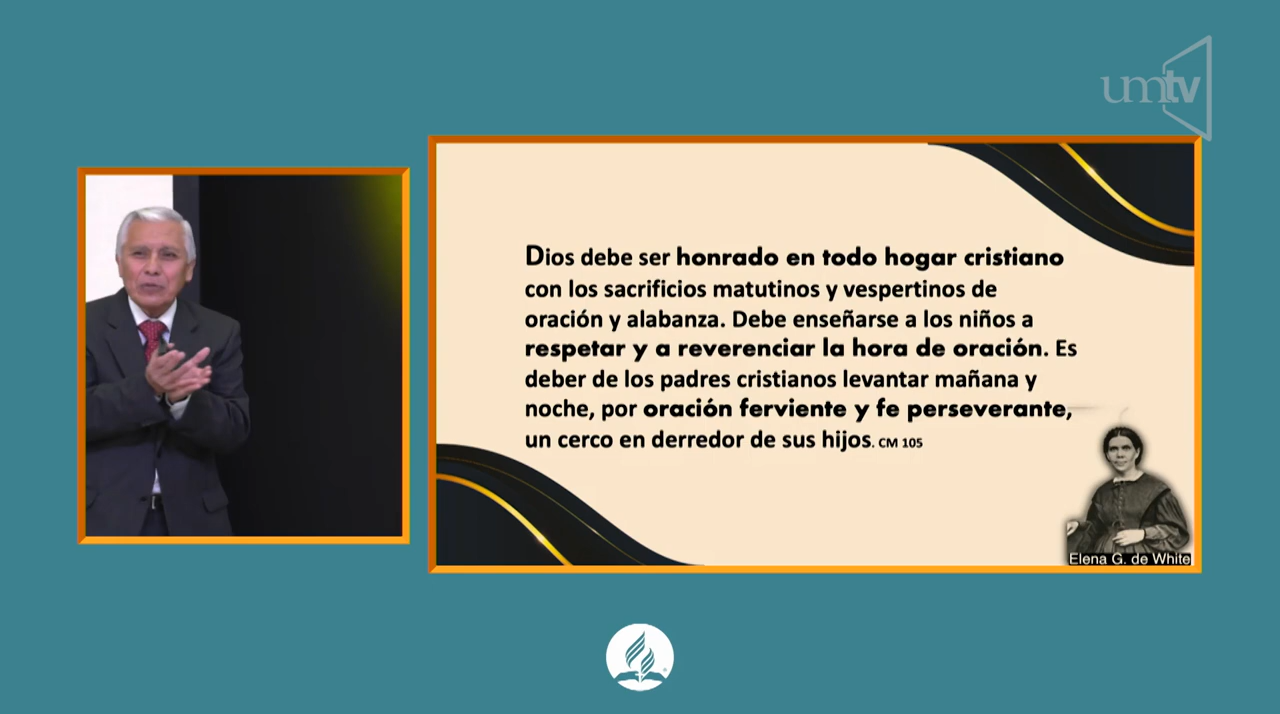 umtv
Dios debe ser honrado en todo hogar cristiano
con los sacrificios matutinos y vespertinos de
oración y alabanza. Debe enseñarse a los niños a
respetar y a reverenciar la hora de oración. Es
deber de los padres cristianos levantar mañana y
noche, por oración ferviente y fe perseverante,
un cerco en derredor de sus hijos. CM 105
Elena G. de White